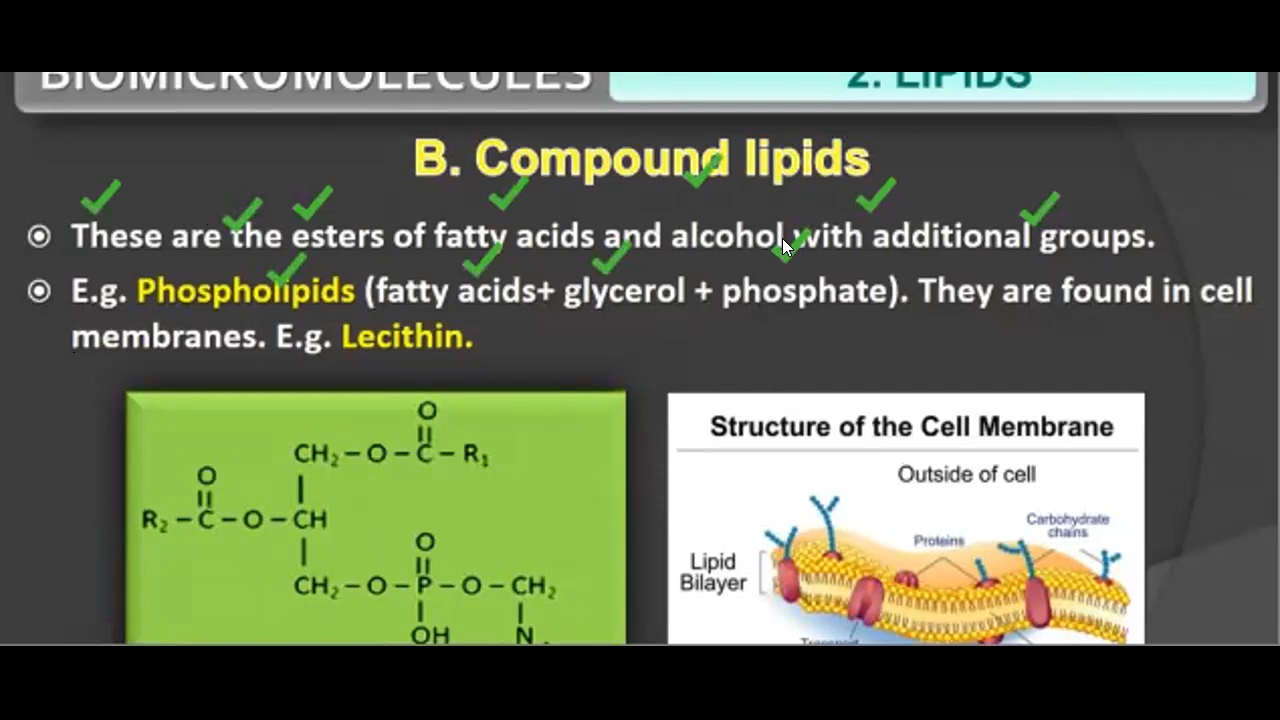 BIOMICROMOLECULES
2. LIPIDS
B. Compound lipids
These are the esters of fatty acids and alcohol with additional groups.
E.g. Phospholipids (fatty acids+ glycerol + phosphate). They are found in cell
membranes. E.g. Lecithin.
O
CH₂ – O – C – R₁
O
R₂ – C – O – CH
O
CH₂ – O – P – O – CH₂
OH
N
Structure of the Cell Membrane
Outside of cell
Proteins
Carbohydrate
chains
Lipid
Bilayer
Transport